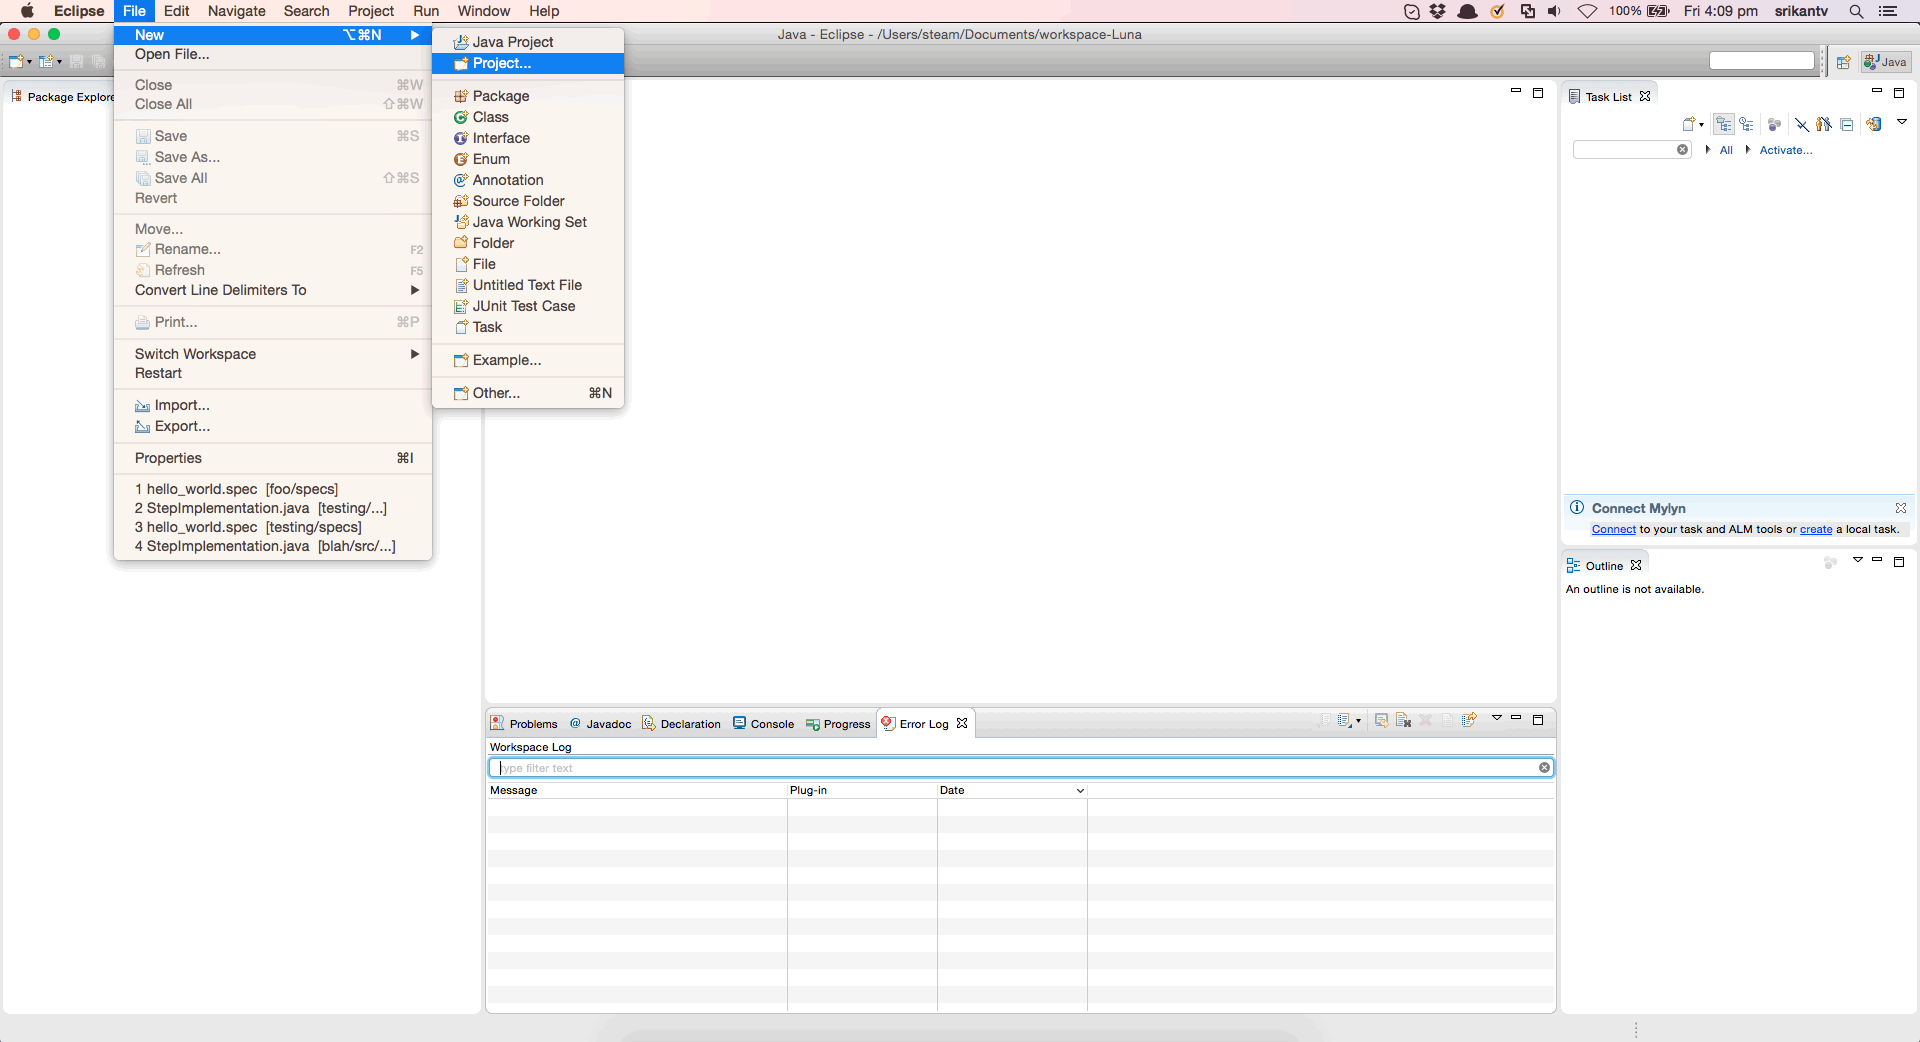 Eclipse File Edit Navigate Search Project Run Window Help 100% Fri 4:09 pm srikantv
Java - Eclipse - /Users/steam/Documents/workspace-Luna
Java
New ⌥⌘N
Open File...
Close ⌘W
Close All ⇧⌘W
Save ⌘S
Save As...
Save All ⇧⌘S
Revert
Move...
Rename... F2
Refresh F5
Convert Line Delimiters To
Print... ⌘P
Switch Workspace
Restart
Import...
Export...
Properties ⌘I
1 hello_world.spec [foo/specs]
2 StepImplementation.java [testing/...]
3 hello_world.spec [testing/specs]
4 StepImplementation.java [blah/src/...]
Java Project
Project...
Package
Class
Interface
Enum
Annotation
Source Folder
Java Working Set
Folder
File
Untitled Text File
JUnit Test Case
Task
Example...
Other... ⌘N
Package Explore
Task List
All Activate...
Connect Mylyn
Connect to your task and ALM tools or create a local task.
Outline
An outline is not available.
Problems @ Javadoc Declaration Console Progress Error Log
Workspace Log
type filter text
Message Plug-in Date